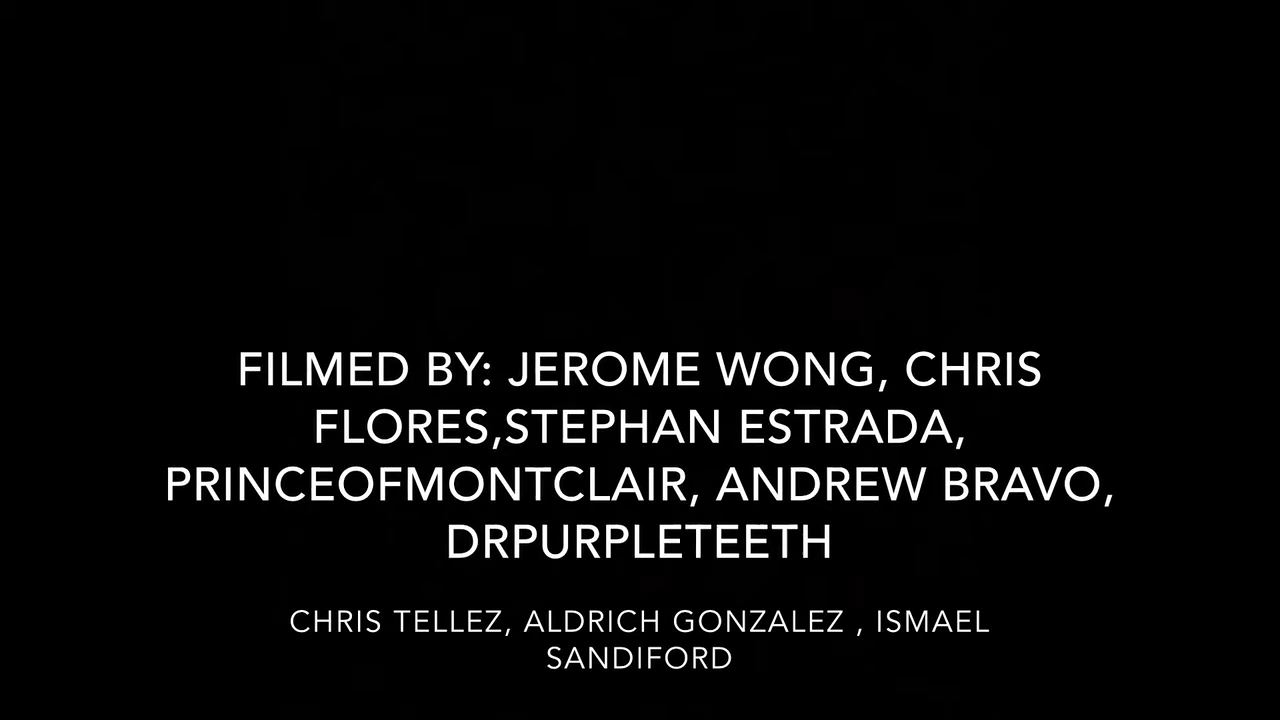 FILMED BY: JEROME WONG, CHRIS
FLORES,STEPHAN ESTRADA,
PRINCEOFMONTCLAIR, ANDREW BRAVO,
DRPURPLETEETH
CHRIS TELLEZ, ALDRICH GONZALEZ , ISMAEL
SANDIFORD